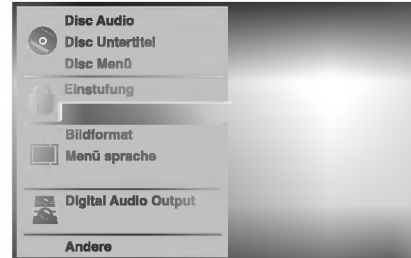 Disc Audio
Disc Untertitel
Disc Menü
Einstufung
Bildformat
Menü sprache
Digital Audio Output
Andere